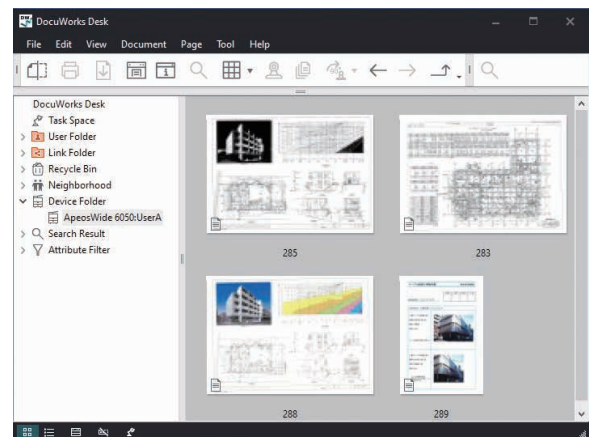 DocuWorks Desk
File Edit View Document Page Tool Help
DocuWorks Desk
Task Space
User Folder
Link Folder
Recycle Bin
Neighborhood
Device Folder
ApeosWide 6050:UserA
Search Result
Attribute Filter
285
283
288
289